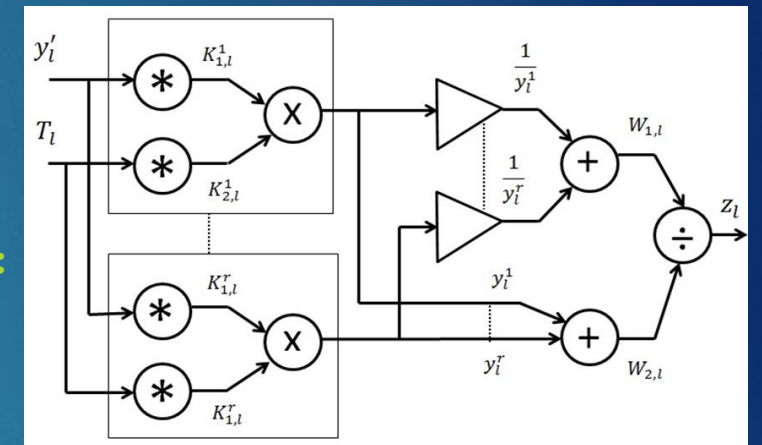 y′_l
T_l
*
K^1_{1,l}
*
K^1_{2,l}
X
*
K^r_{1,l}
*
K^r_{1,l}
X
1/y^1_l
1/y^r_l
+
W_{1,l}
y^1_l
y^r_l
+
W_{2,l}
÷
z_l
: